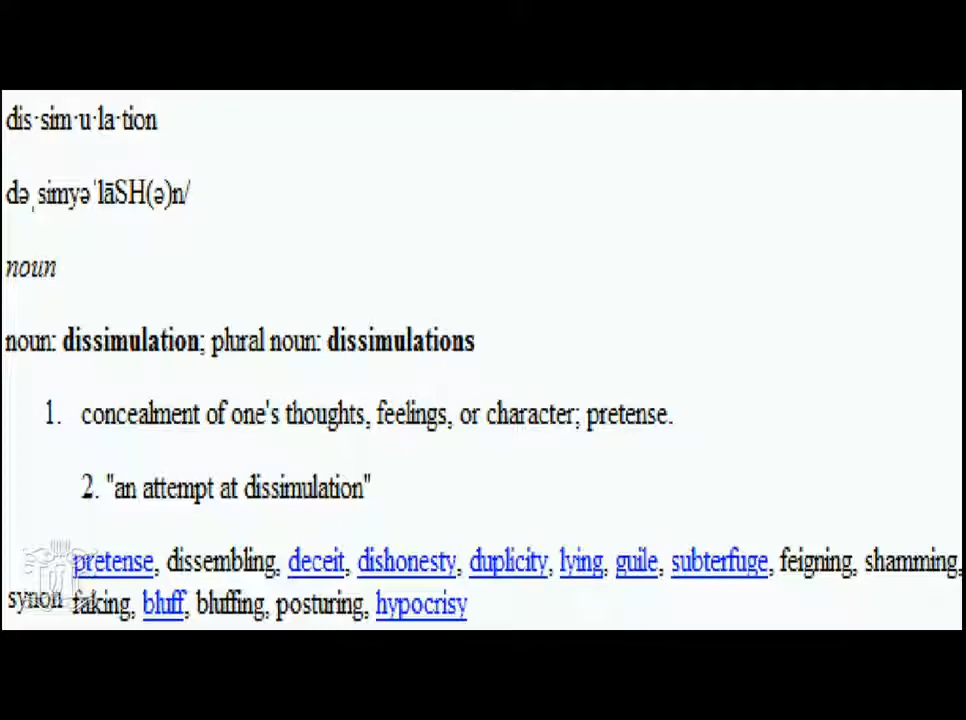 dis·sim·u·la·tion
dəˌsimyəˈlāSH(ə)n/
noun
noun: dissimulation; plural noun: dissimulations
1. concealment of one's thoughts, feelings, or character; pretense.
2. "an attempt at dissimulation"
pretense, dissembling, deceit, dishonesty, duplicity, lying, guile, subterfuge, feigning, shamming,
synon faking, bluff, bluffing, posturing, hypocrisy